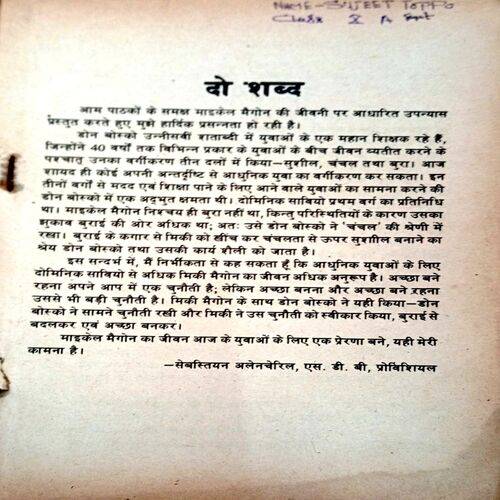 NAME- SUJEET TOPPO
Class X A
दो शब्द
आम पाठकों के समक्ष माइकेल मैगोन की जीवनी पर आधारित उपन्यास
प्रस्तुत करते हुए मुझे हार्दिक प्रसन्नता हो रही है।
डोन बोस्को उन्नीसवीं शताब्दी में युवाओं के एक महान शिक्षक रहे हैं,
जिन्होंने 40 वर्षों तक विभिन्न प्रकार के युवाओं के बीच जीवन व्यतीत करने के
पश्चात् उनका वर्गीकरण तीन दलों में किया—सुशील, चंचल तथा बुरा। आज
शायद ही कोई अपनी अन्तर्दृष्टि से आधुनिक युवा का वर्गीकरण कर सकता। इन
तीनों वर्गों से मदद एवं शिक्षा पाने के लिए आने वाले युवाओं का सामना करने की
डोन बोस्को में एक अद्भुत क्षमता थी। दोमिनिक सावियो प्रथम वर्ग का प्रतिनिधि
था। माइकेल मैगोन निश्चय ही बुरा नहीं था, किन्तु परिस्थितियों के कारण उसका
झुकाव बुराई की ओर अधिक था; अतः उसे डोन बोस्को ने 'चंचल' की श्रेणी में
रखा। बुराई के कगार से मिकी को खींच कर चंचलता से ऊपर सुशील बनाने का
श्रेय डोन बोस्को तथा उसकी कार्य शैली को जाता है।
इस सन्दर्भ में, मैं निर्भीकता से कह सकता हूँ कि आधुनिक युवाओं के लिए
दोमिनिक सावियो से अधिक मिकी मैगोन का जीवन अधिक अनुरूप है। अच्छा बने
रहना अपने आप में एक चुनौती है; लेकिन अच्छा बनना और अच्छा बने रहना
उससे भी बड़ी चुनौती है। मिकी मैगोन के साथ डोन बोस्को ने यही किया—डोन
बोस्को ने सामने चुनौती रखी और मिकी ने उस चुनौती को स्वीकार किया, बुराई से
बदलकर एवं अच्छा बनकर।
माइकेल मैगोन का जीवन आज के युवाओं के लिए एक प्रेरणा बने, यही मेरी
कामना है।
—सेबस्तियन अलेनचेरिल, एस. डी. बी, प्रोविंशियल